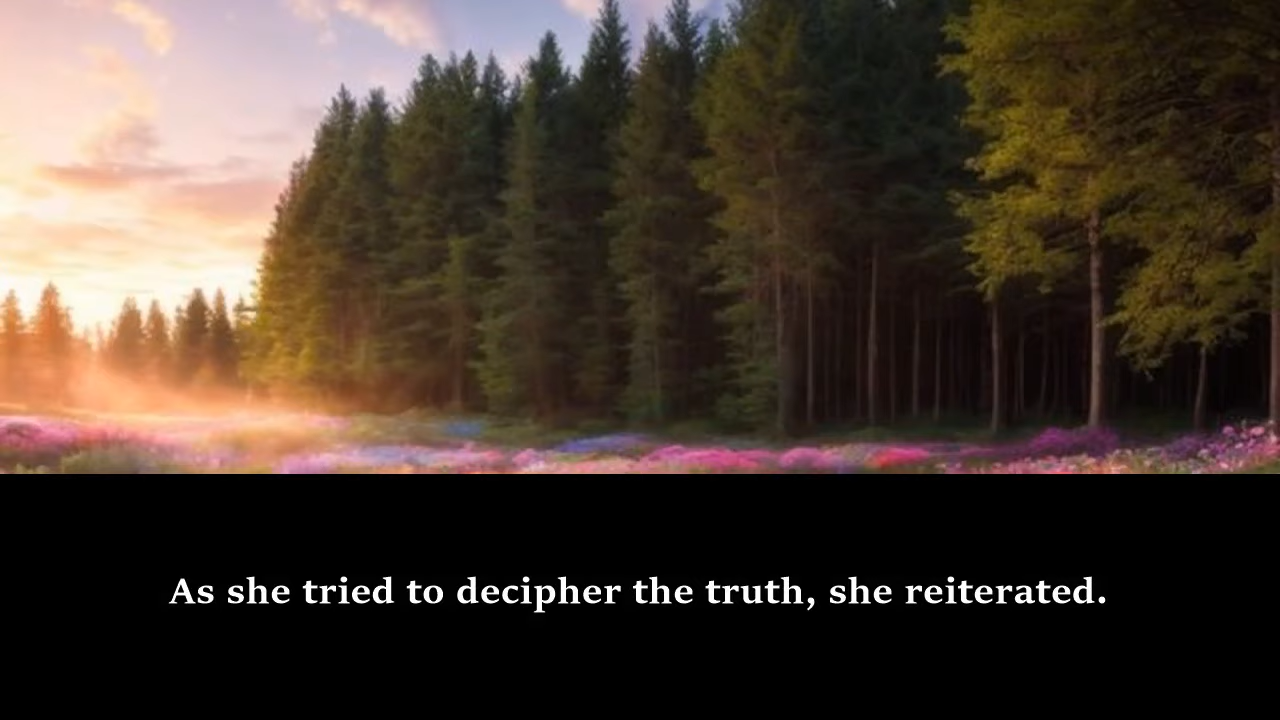 As she tried to decipher the truth, she reiterated.